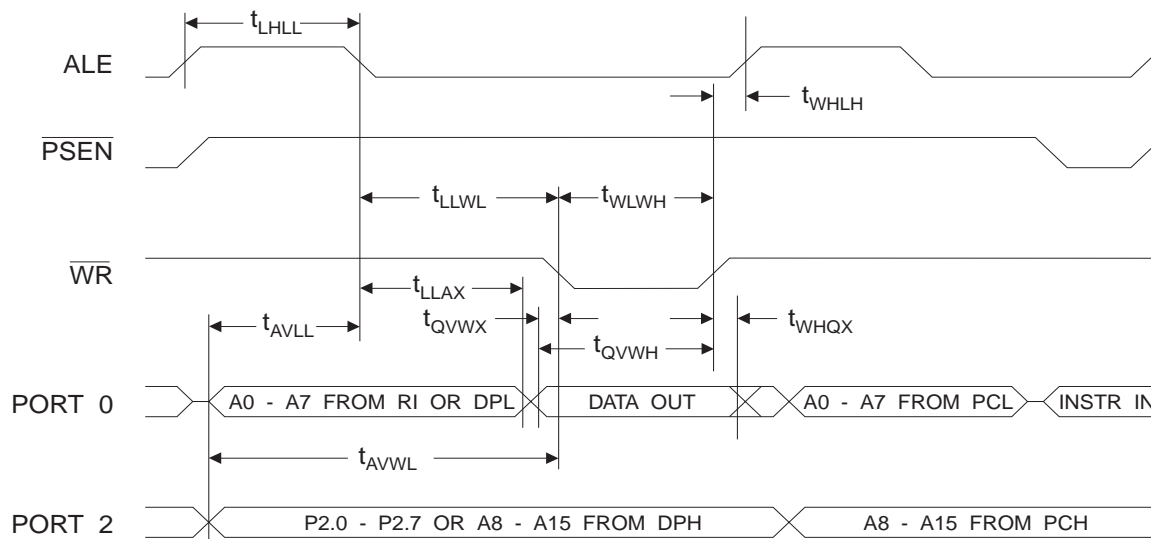 tLHLL
ALE
tWHLH
PSEN
tLLWL
tWLWH
WR
tLLAX
tQVWX
tWHQX
tAVLL
tQVWH
PORT 0
A0 - A7 FROM RI OR DPL
DATA OUT
A0 - A7 FROM PCL
INSTR IN
tAVWL
PORT 2
P2.0 - P2.7 OR A8 - A15 FROM DPH
A8 - A15 FROM PCH